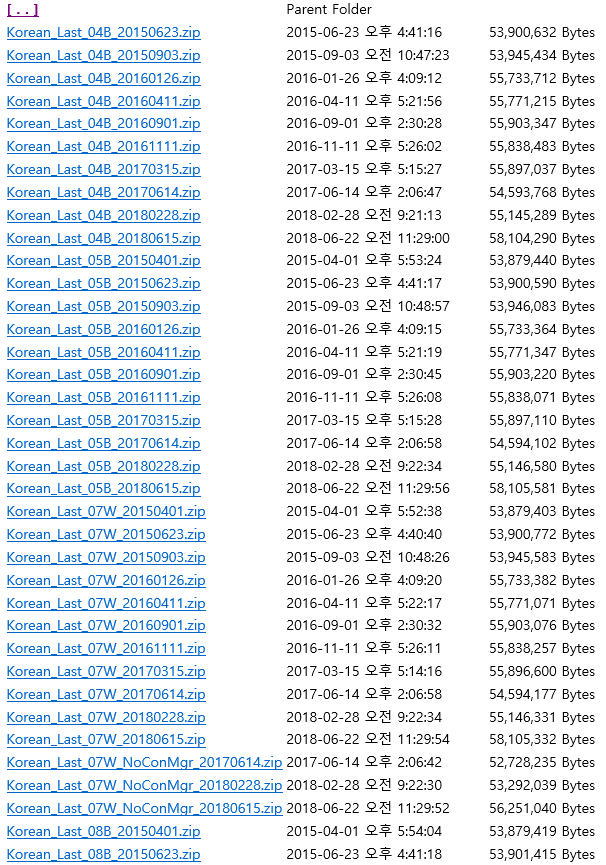 [ . . ] Parent Folder
Korean_Last_04B_20150623.zip 2015-06-23 오후 4:41:16 53,900,632 Bytes
Korean_Last_04B_20150903.zip 2015-09-03 오전 10:47:23 53,945,434 Bytes
Korean_Last_04B_20160126.zip 2016-01-26 오후 4:09:12 55,733,712 Bytes
Korean_Last_04B_20160411.zip 2016-04-11 오후 5:21:56 55,771,215 Bytes
Korean_Last_04B_20160901.zip 2016-09-01 오후 2:30:28 55,903,347 Bytes
Korean_Last_04B_20161111.zip 2016-11-11 오후 5:26:02 55,838,483 Bytes
Korean_Last_04B_20170315.zip 2017-03-15 오후 5:15:27 55,897,037 Bytes
Korean_Last_04B_20170614.zip 2017-06-14 오후 2:06:47 54,593,768 Bytes
Korean_Last_04B_20180228.zip 2018-02-28 오전 9:21:13 55,145,289 Bytes
Korean_Last_04B_20180615.zip 2018-06-22 오전 11:29:00 58,104,290 Bytes
Korean_Last_05B_20150401.zip 2015-04-01 오후 5:53:24 53,879,440 Bytes
Korean_Last_05B_20150623.zip 2015-06-23 오후 4:41:17 53,900,590 Bytes
Korean_Last_05B_20150903.zip 2015-09-03 오전 10:48:57 53,946,083 Bytes
Korean_Last_05B_20160126.zip 2016-01-26 오후 4:09:15 55,733,364 Bytes
Korean_Last_05B_20160411.zip 2016-04-11 오후 5:21:19 55,771,347 Bytes
Korean_Last_05B_20160901.zip 2016-09-01 오후 2:30:45 55,903,220 Bytes
Korean_Last_05B_20161111.zip 2016-11-11 오후 5:26:08 55,838,071 Bytes
Korean_Last_05B_20170315.zip 2017-03-15 오후 5:15:28 55,897,110 Bytes
Korean_Last_05B_20170614.zip 2017-06-14 오후 2:06:58 54,594,102 Bytes
Korean_Last_05B_20180228.zip 2018-02-28 오전 9:22:34 55,146,580 Bytes
Korean_Last_05B_20180615.zip 2018-06-22 오전 11:29:56 58,105,581 Bytes
Korean_Last_07W_20150401.zip 2015-04-01 오후 5:52:38 53,879,403 Bytes
Korean_Last_07W_20150623.zip 2015-06-23 오후 4:40:40 53,900,772 Bytes
Korean_Last_07W_20150903.zip 2015-09-03 오전 10:48:26 53,945,583 Bytes
Korean_Last_07W_20160126.zip 2016-01-26 오후 4:09:20 55,733,382 Bytes
Korean_Last_07W_20160411.zip 2016-04-11 오후 5:22:17 55,771,071 Bytes
Korean_Last_07W_20160901.zip 2016-09-01 오후 2:30:32 55,903,076 Bytes
Korean_Last_07W_20161111.zip 2016-11-11 오후 5:26:11 55,838,257 Bytes
Korean_Last_07W_20170315.zip 2017-03-15 오후 5:14:16 55,896,600 Bytes
Korean_Last_07W_20170614.zip 2017-06-14 오후 2:06:58 54,594,177 Bytes
Korean_Last_07W_20180228.zip 2018-02-28 오전 9:22:34 55,146,331 Bytes
Korean_Last_07W_20180615.zip 2018-06-22 오전 11:29:54 58,105,332 Bytes
Korean_Last_07W_NoConMgr_20170614.zip 2017-06-14 오후 2:06:42 52,728,235 Bytes
Korean_Last_07W_NoConMgr_20180228.zip 2018-02-28 오전 9:22:30 53,292,039 Bytes
Korean_Last_07W_NoConMgr_20180615.zip 2018-06-22 오전 11:29:52 56,251,040 Bytes
Korean_Last_08B_20150401.zip 2015-04-01 오후 5:54:04 53,879,419 Bytes
Korean_Last_08B_20150623.zip 2015-06-23 오후 4:41:18 53,901,415 Bytes